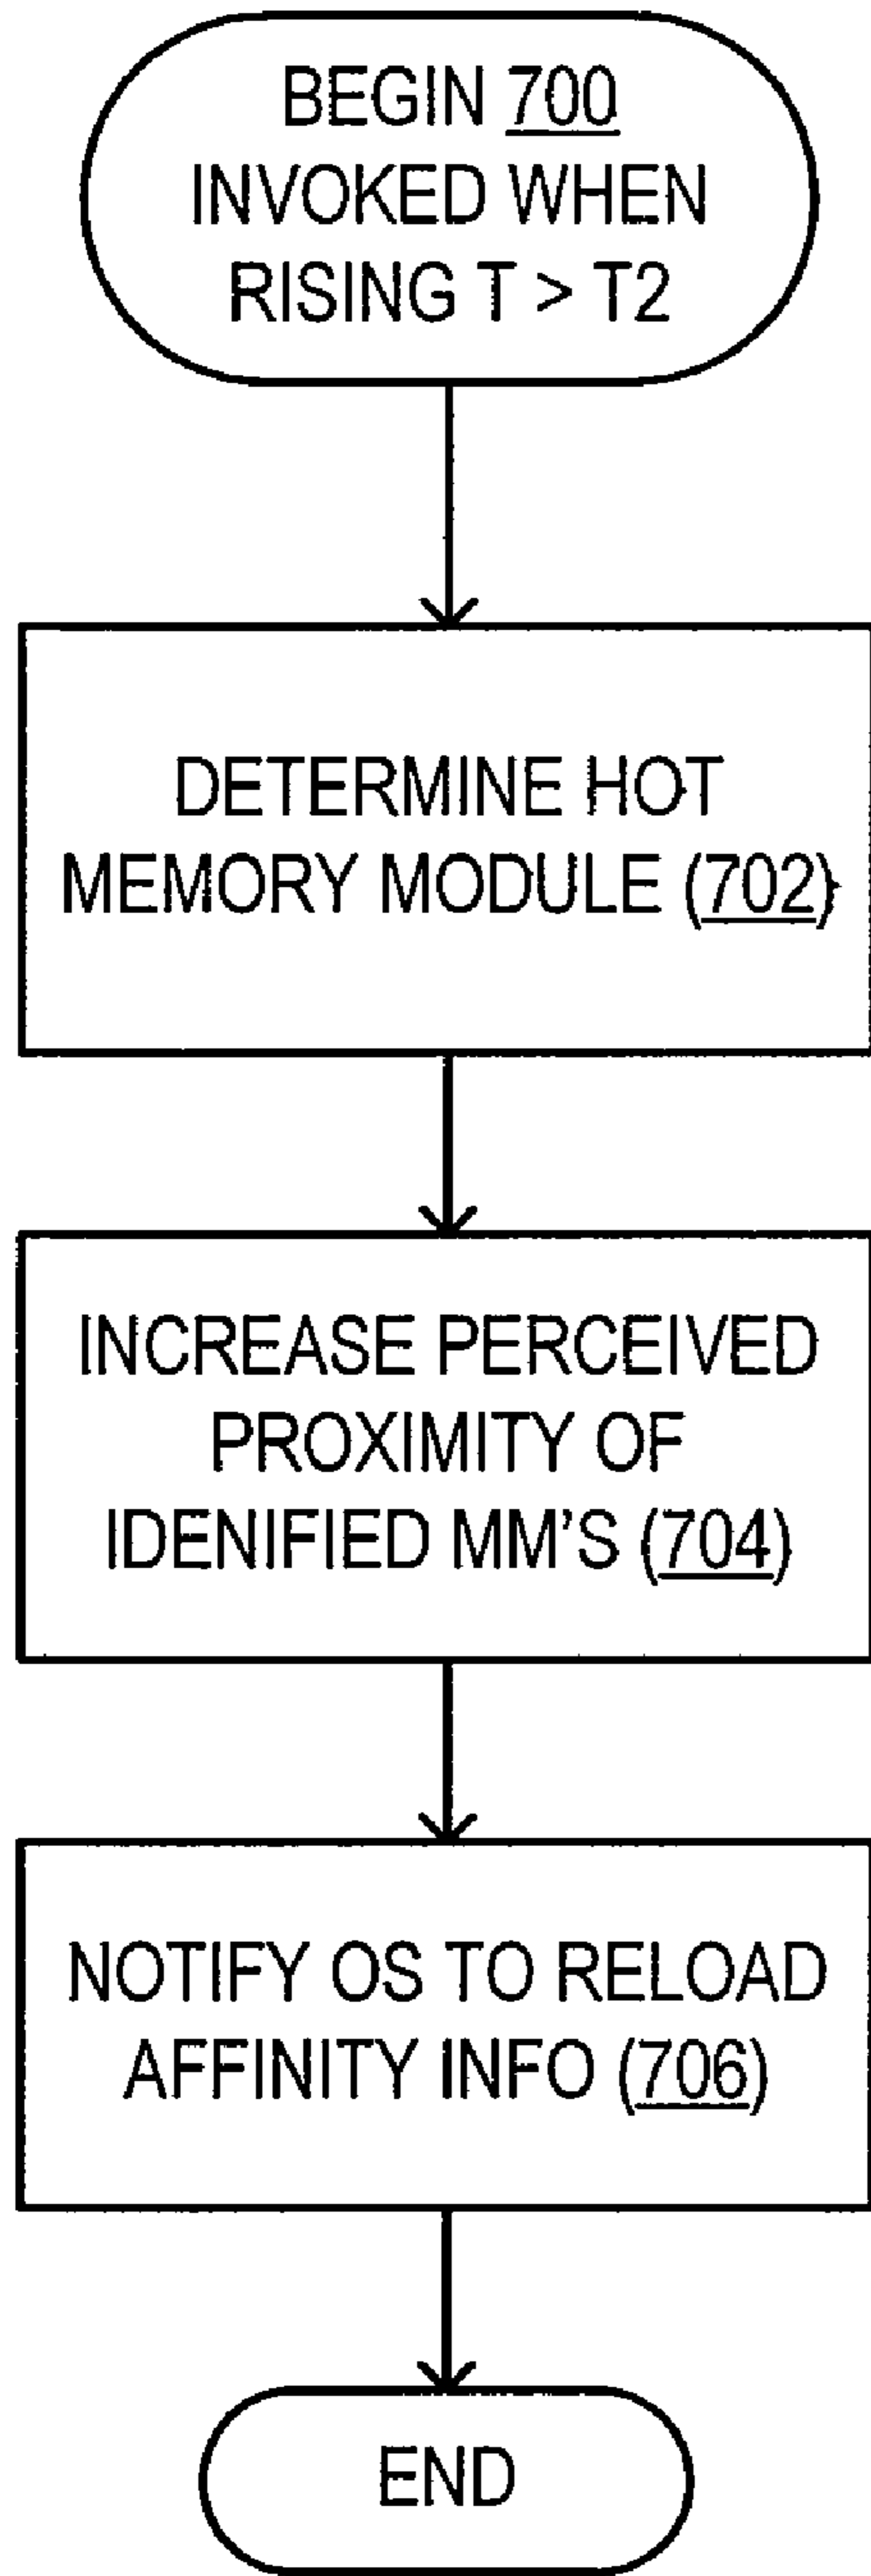 BEGIN 700
INVOKED WHEN
RISING T > T2
DETERMINE HOT
MEMORY MODULE (702)
INCREASE PERCEIVED
PROXIMITY OF
IDENIFIED MM'S (704)
NOTIFY OS TO RELOAD
AFFINITY INFO (706)
END